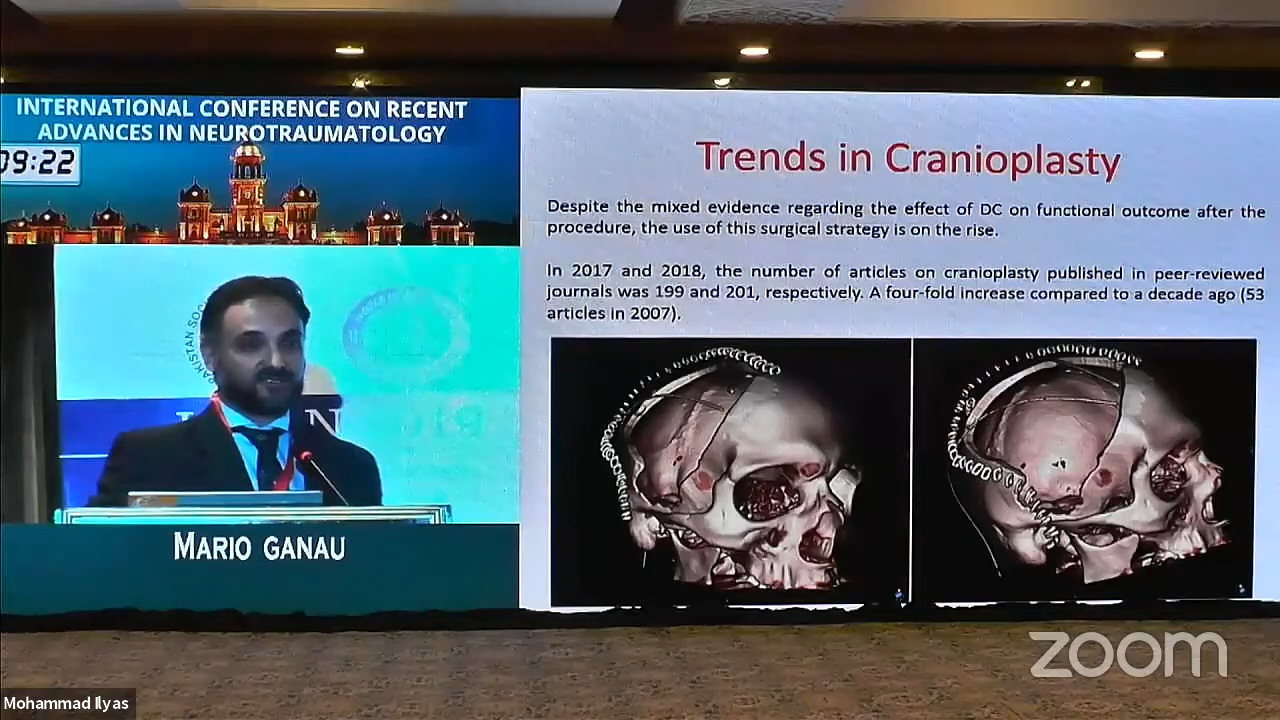 INTERNATIONAL CONFERENCE ON RECENT
ADVANCES IN NEUROTRAUMATOLOGY
09:22
PAKISTAN SOC
N
MARIO GANAU
Trends in Cranioplasty
Despite the mixed evidence regarding the effect of DC on functional outcome after the
procedure, the use of this surgical strategy is on the rise.
In 2017 and 2018, the number of articles on cranioplasty published in peer-reviewed
journals was 199 and 201, respectively. A four-fold increase compared to a decade ago (53
articles in 2007).
zoom
Mohammad Ilyas